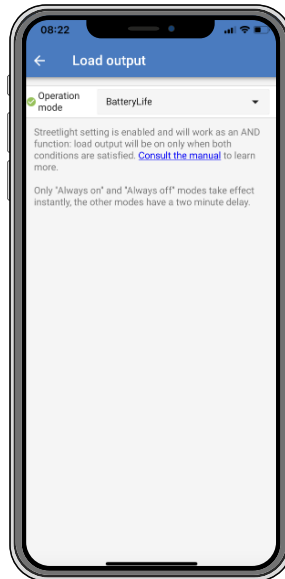 08:22
Load output
Operation
mode
BatteryLife
Streetlight setting is enabled and will work as an AND
function: load output will be on only when both
conditions are satisfied. Consult the manual to learn
more.
Only "Always on" and "Always off" modes take effect
instantly, the other modes have a two minute delay.